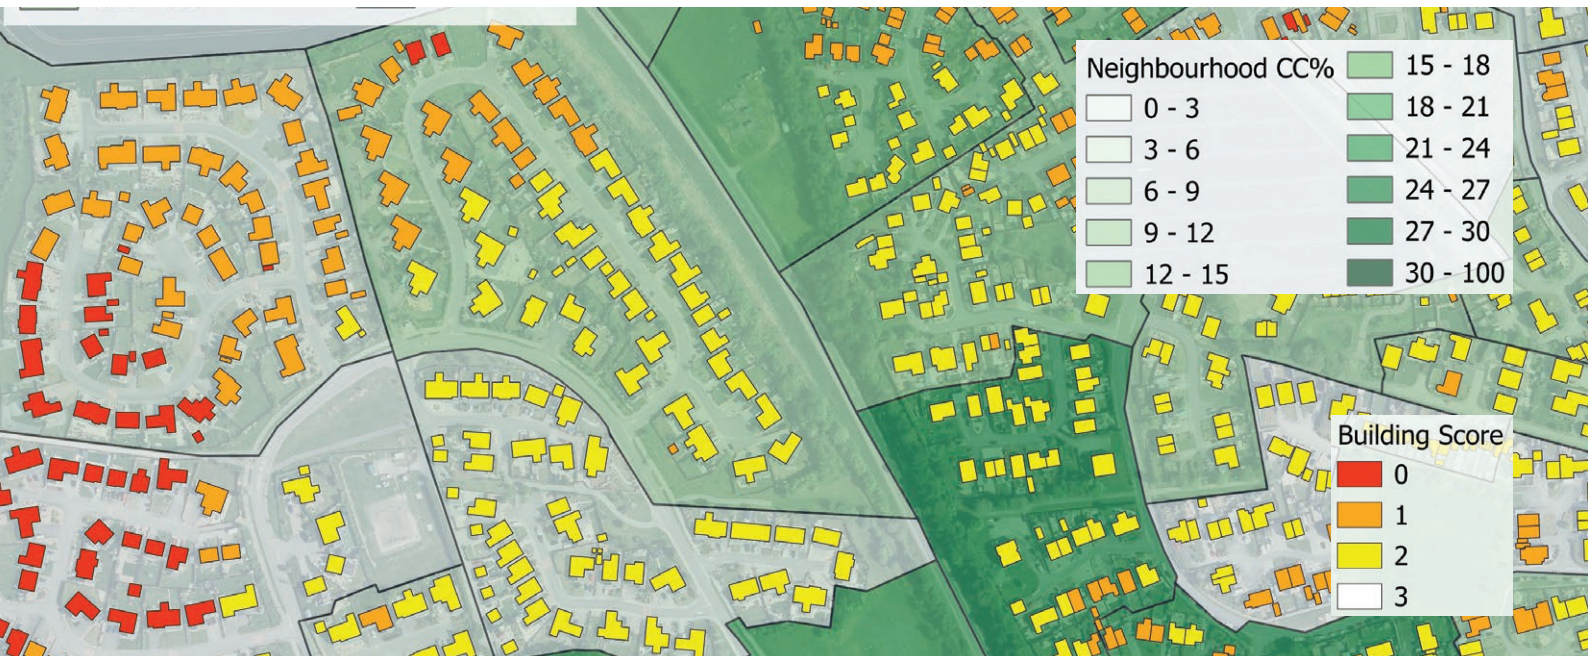 Neighbourhood CC%
0 - 3
3 - 6
6 - 9
9 - 12
12 - 15
15 - 18
18 - 21
21 - 24
24 - 27
27 - 30
30 - 100
Building Score
0
1
2
3